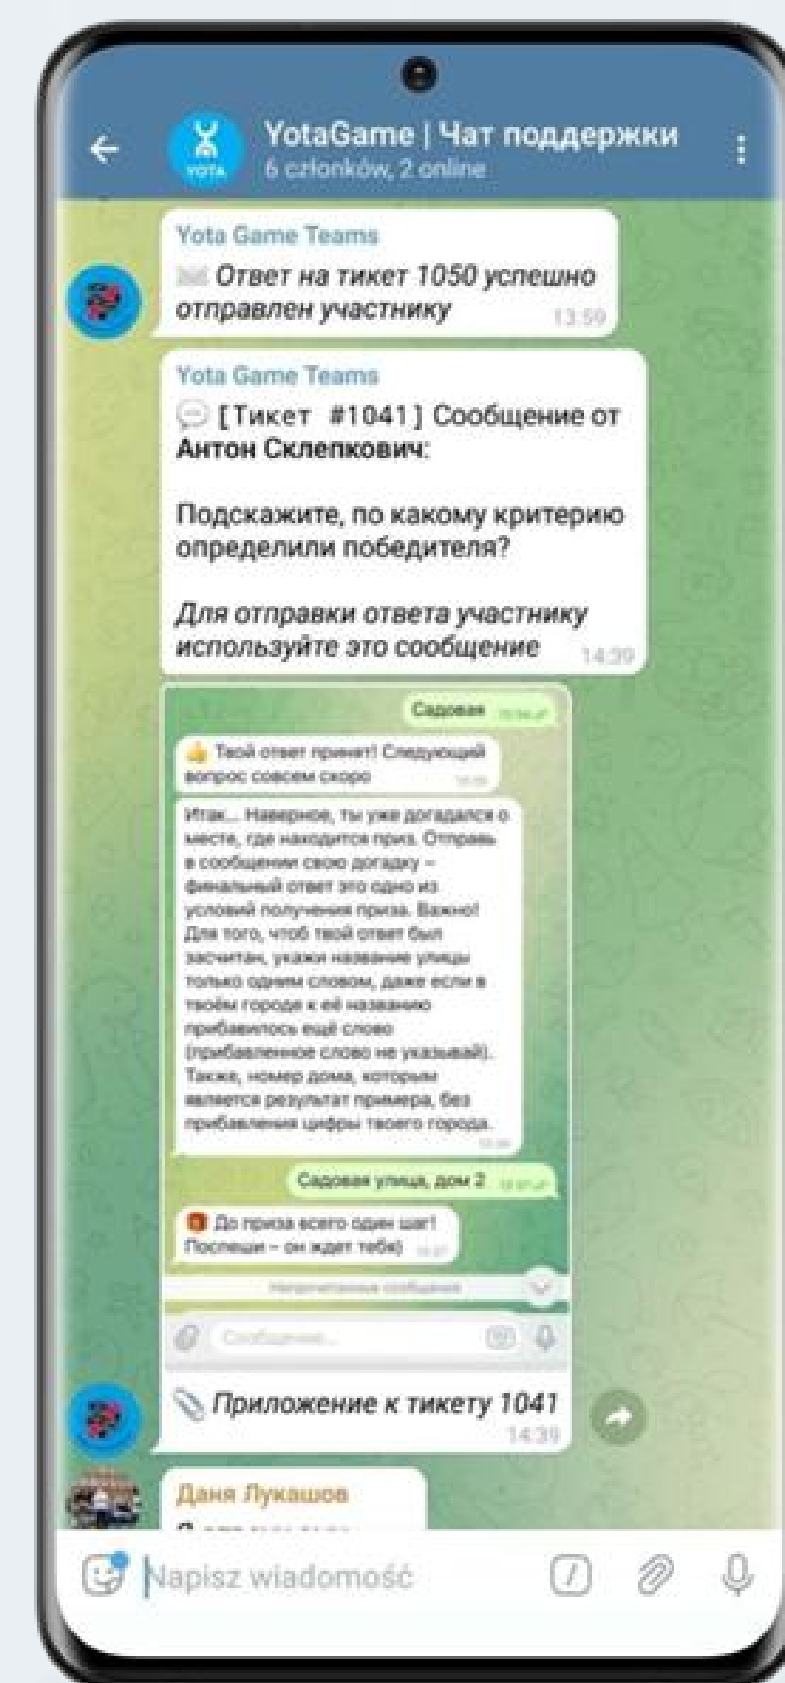 YotaGame | Чат поддержки
YOTA
6 członków, 2 online
Yota Game Teams
Ответ на тикет 1050 успешно
отправлен участнику
13:59
Yota Game Teams
[Тикет #1041] Сообщение от
Антон Склепкович:
Подскажите, по какому критерию
определили победителя?
Для отправки ответа участнику
используйте это сообщение
14:39
Садовая
Твой ответ принят! Следующий
вопрос совсем скоро
Итак... Наверное, ты уже догадался о
месте, где находится приз. Отправь
в сообщении свою догадку –
финальный ответ это одно из
условий получения приза. Важно!
Для того, чтоб твой ответ был
засчитан, укажи название улицы
только одним словом, даже если в
твоём городе к её названию
прибавилось ещё слово
(прибавленное слово не указывай).
Также, номер дома, которым
является результат примера, без
прибавления цифры твоего города.
Садовая улица, дом 2
До приза всего один шаг!
Поспеши – он ждет тебя)
Непрочитанные сообщения
Сообщение...
Приложение к тикету 1041
14:39
Даня Лукашов
Napisz wiadomość